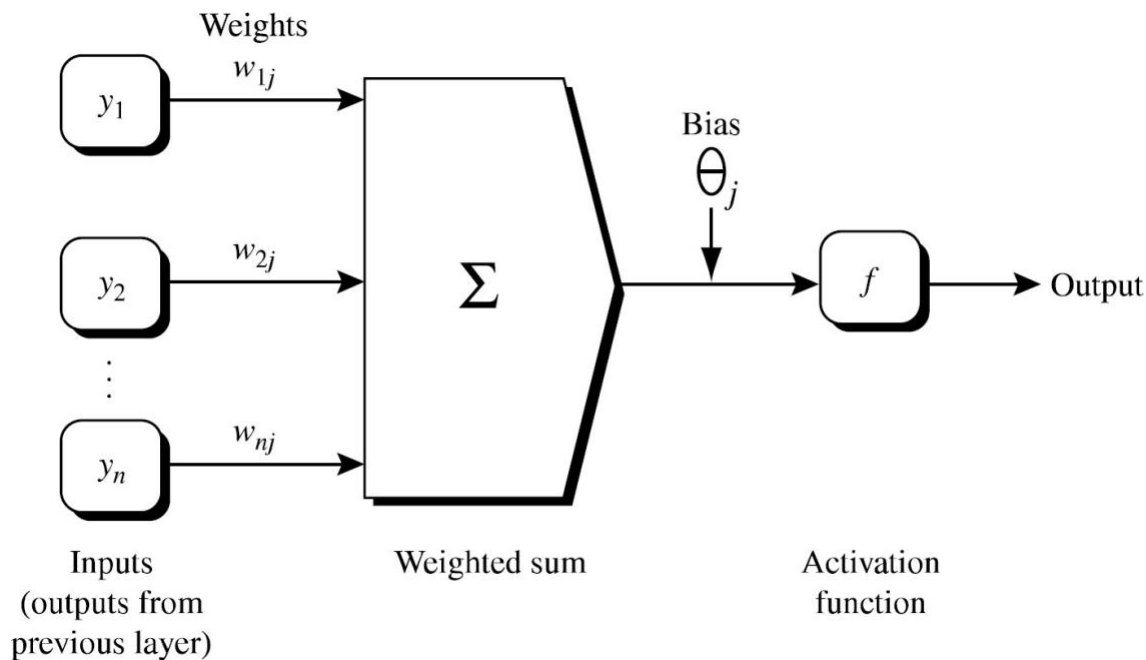 Weights
w1j
y1
Bias
θj
w2j
y2
Σ
f
Output
⋮
wnj
yn
Inputs
(outputs from
previous layer)
Weighted sum
Activation
function